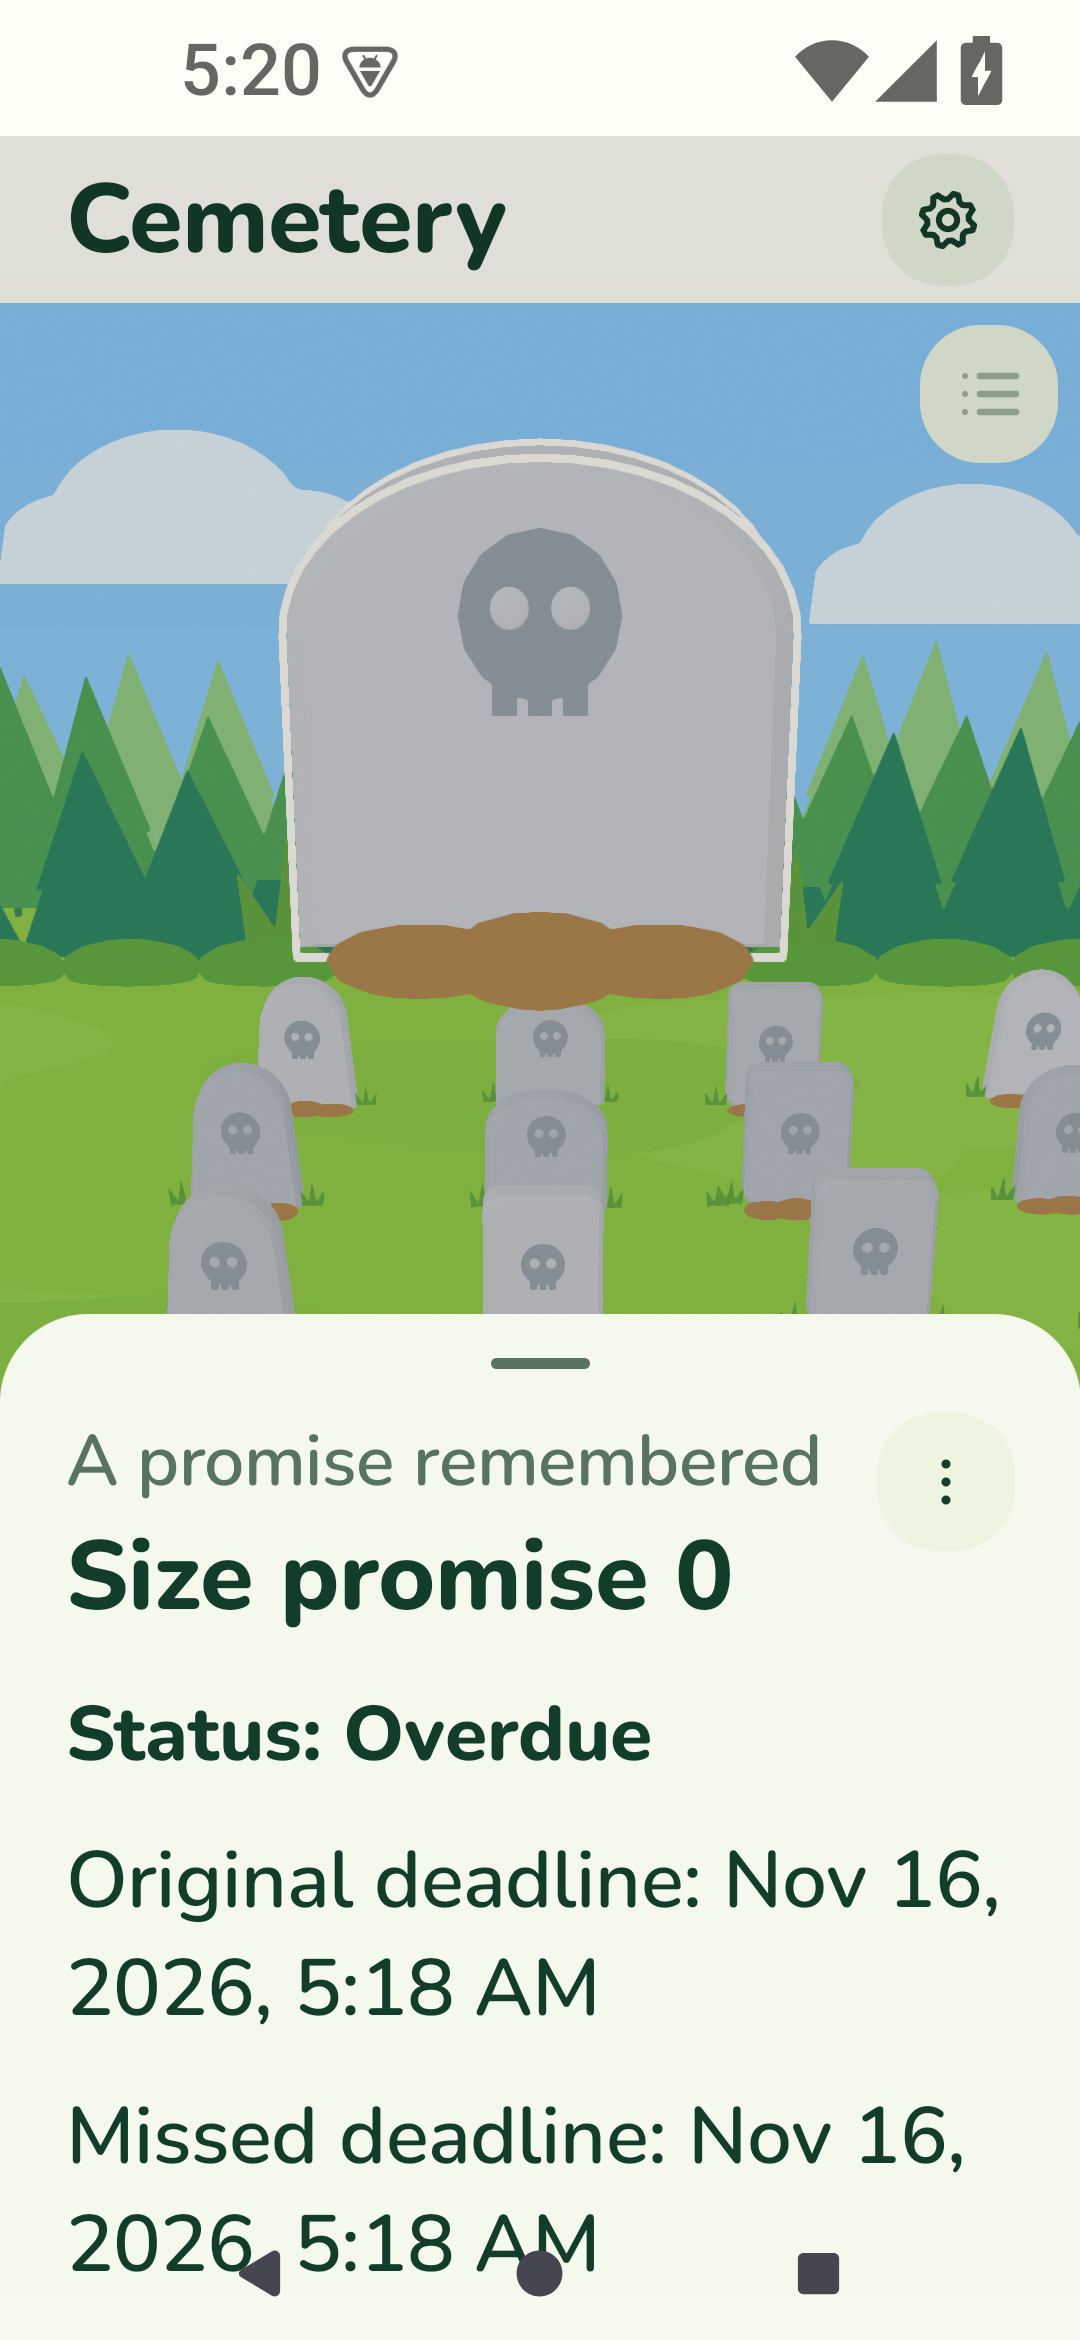 5:20
Cemetery
A promise remembered
Size promise 0
Status: Overdue
Original deadline: Nov 16,
2026, 5:18 AM
Missed deadline: Nov 16,
2026, 5:18 AM